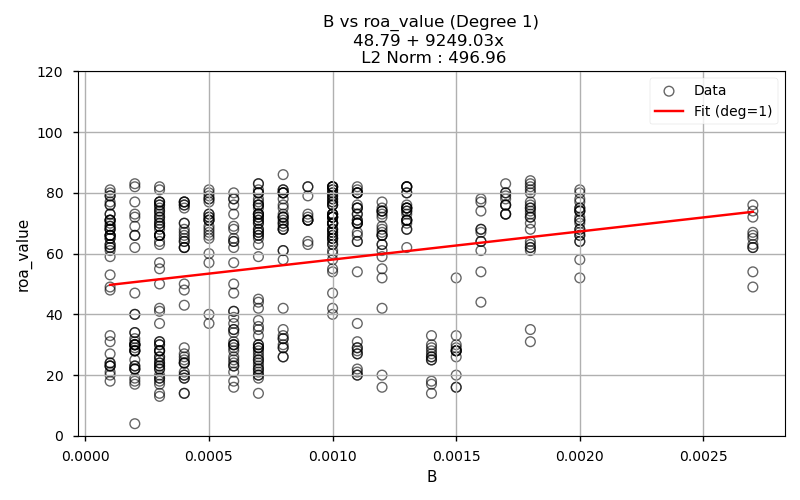 B vs roa_value (Degree 1)
48.79 + 9249.03x
L2 Norm : 496.96
120
100
80
60
40
20
0
roa_value
Data
Fit (deg=1)
0.0000
0.0005
0.0010
0.0015
0.0020
0.0025
B